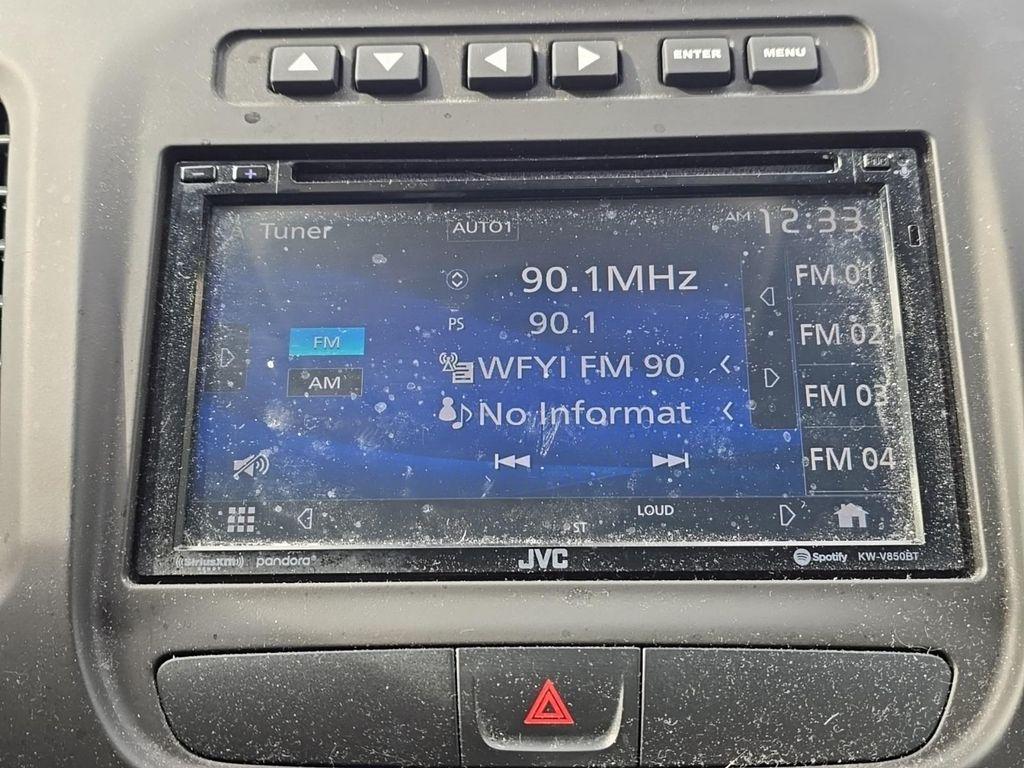 ENTER MENU
- +
Tuner AUTO1 AM 12:33
90.1MHz FM 01
PS 90.1 FM 02
FM
WFYI FM 90
AM FM 03
No Informat
FM 04
LOUD
ST
SiriusXM pandora JVC Spotify KW-V850BT